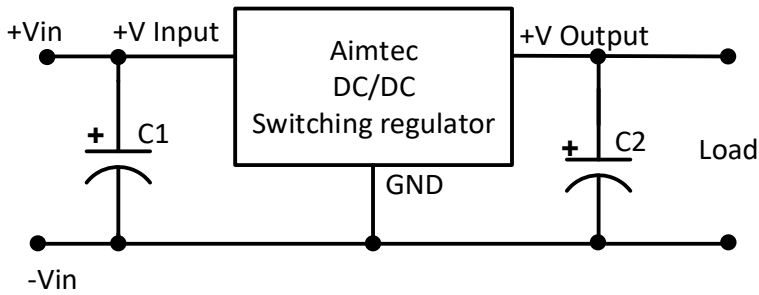 +Vin
+V Input
Aimtec
DC/DC
Switching regulator
+V Output
+ C1
+ C2
Load
GND
-Vin